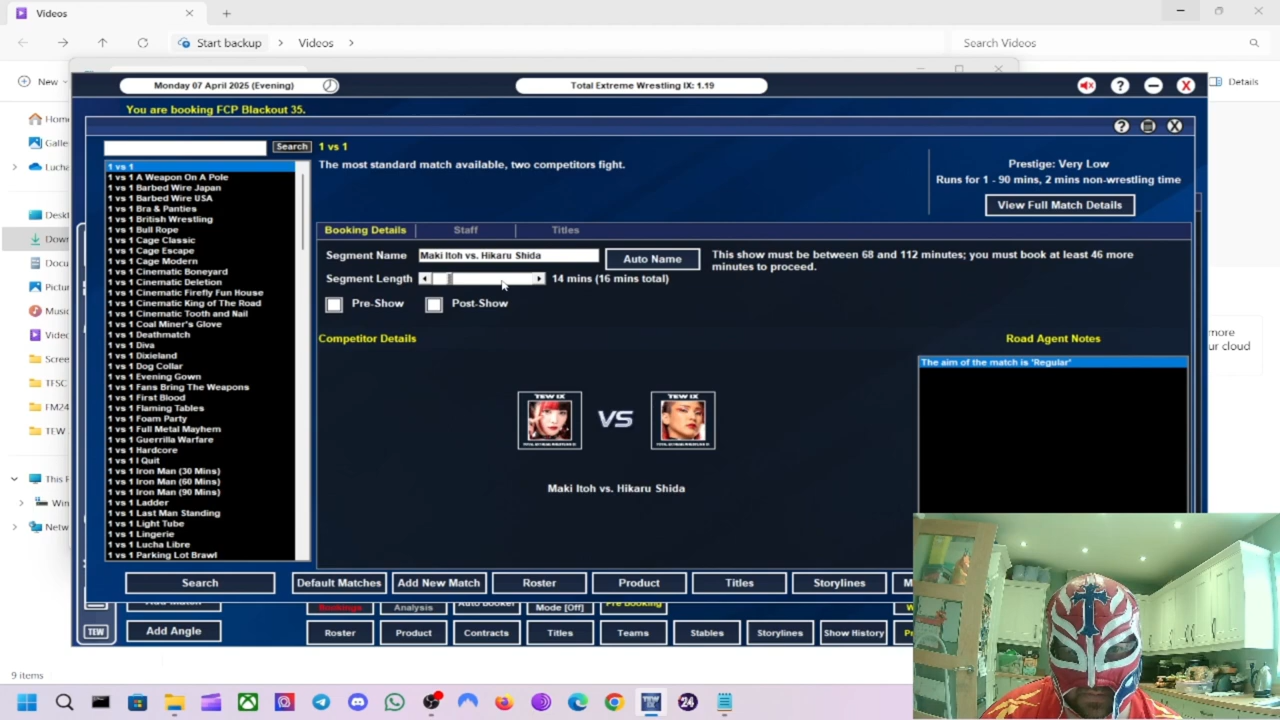 Videos
Start backup
Videos
Search Videos
New
Details
Monday 07 April 2025 (Evening)
Total Extreme Wrestling IX: 1.19
You are booking FCP Blackout 35.
Search
1 vs 1
The most standard match available, two competitors fight.
Prestige: Very Low
Runs for 1 - 90 mins, 2 mins non-wrestling time
View Full Match Details
1 vs 1
1 vs 1 A Weapon On A Pole
1 vs 1 Barbed Wire Japan
1 vs 1 Barbed Wire USA
1 vs 1 Bra & Panties
1 vs 1 British Wrestling
1 vs 1 Bull Rope
1 vs 1 Cage Classic
1 vs 1 Cage Escape
1 vs 1 Cage Modern
1 vs 1 Cinematic Boneyard
1 vs 1 Cinematic Deletion
1 vs 1 Cinematic Firefly Fun House
1 vs 1 Cinematic King of The Road
1 vs 1 Cinematic Tooth and Nail
1 vs 1 Coal Miner's Glove
1 vs 1 Deathmatch
1 vs 1 Diva
1 vs 1 Dixieland
1 vs 1 Dog Collar
1 vs 1 Evening Gown
1 vs 1 Fans Bring The Weapons
1 vs 1 First Blood
1 vs 1 Flaming Tables
1 vs 1 Foam Party
1 vs 1 Full Metal Mayhem
1 vs 1 Guerrilla Warfare
1 vs 1 Hardcore
1 vs 1 I Quit
1 vs 1 Iron Man (30 Mins)
1 vs 1 Iron Man (60 Mins)
1 vs 1 Iron Man (90 Mins)
1 vs 1 Ladder
1 vs 1 Last Man Standing
1 vs 1 Light Tube
1 vs 1 Lingerie
1 vs 1 Lucha Libre
1 vs 1 Parking Lot Brawl
Booking Details
Staff
Titles
Segment Name
Maki Itoh vs. Hikaru Shida
Auto Name
This show must be between 68 and 112 minutes; you must book at least 46 more
minutes to proceed.
Segment Length
14 mins (16 mins total)
Pre-Show
Post-Show
Competitor Details
Road Agent Notes
The aim of the match is 'Regular'
TEW IX
VS
TEW IX
Maki Itoh vs. Hikaru Shida
Search
Default Matches
Add New Match
Roster
Product
Titles
Storylines
M
Bookings
Analysis
Auto Booker
Mode [Off]
Pre Booking
Add Match
TEW
Add Angle
Roster
Product
Contracts
Titles
Teams
Stables
Storylines
Show History
Hom
Galle
Lucha
Deskt
Down
Docu
Pictur
Music
Video
Scree
TFSC
FM24
TEW
This P
Win
Netw
more
ur cloud
9 items
24